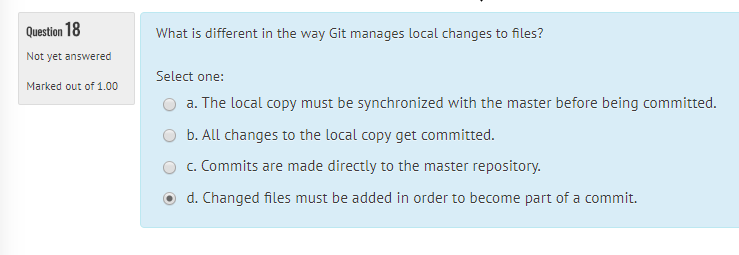 Question 18
Not yet answered
Marked out of 1.00
What is different in the way Git manages local changes to files?
Select one:
a. The local copy must be synchronized with the master before being committed.
b. All changes to the local copy get committed.
c. Commits are made directly to the master repository.
d. Changed files must be added in order to become part of a commit.